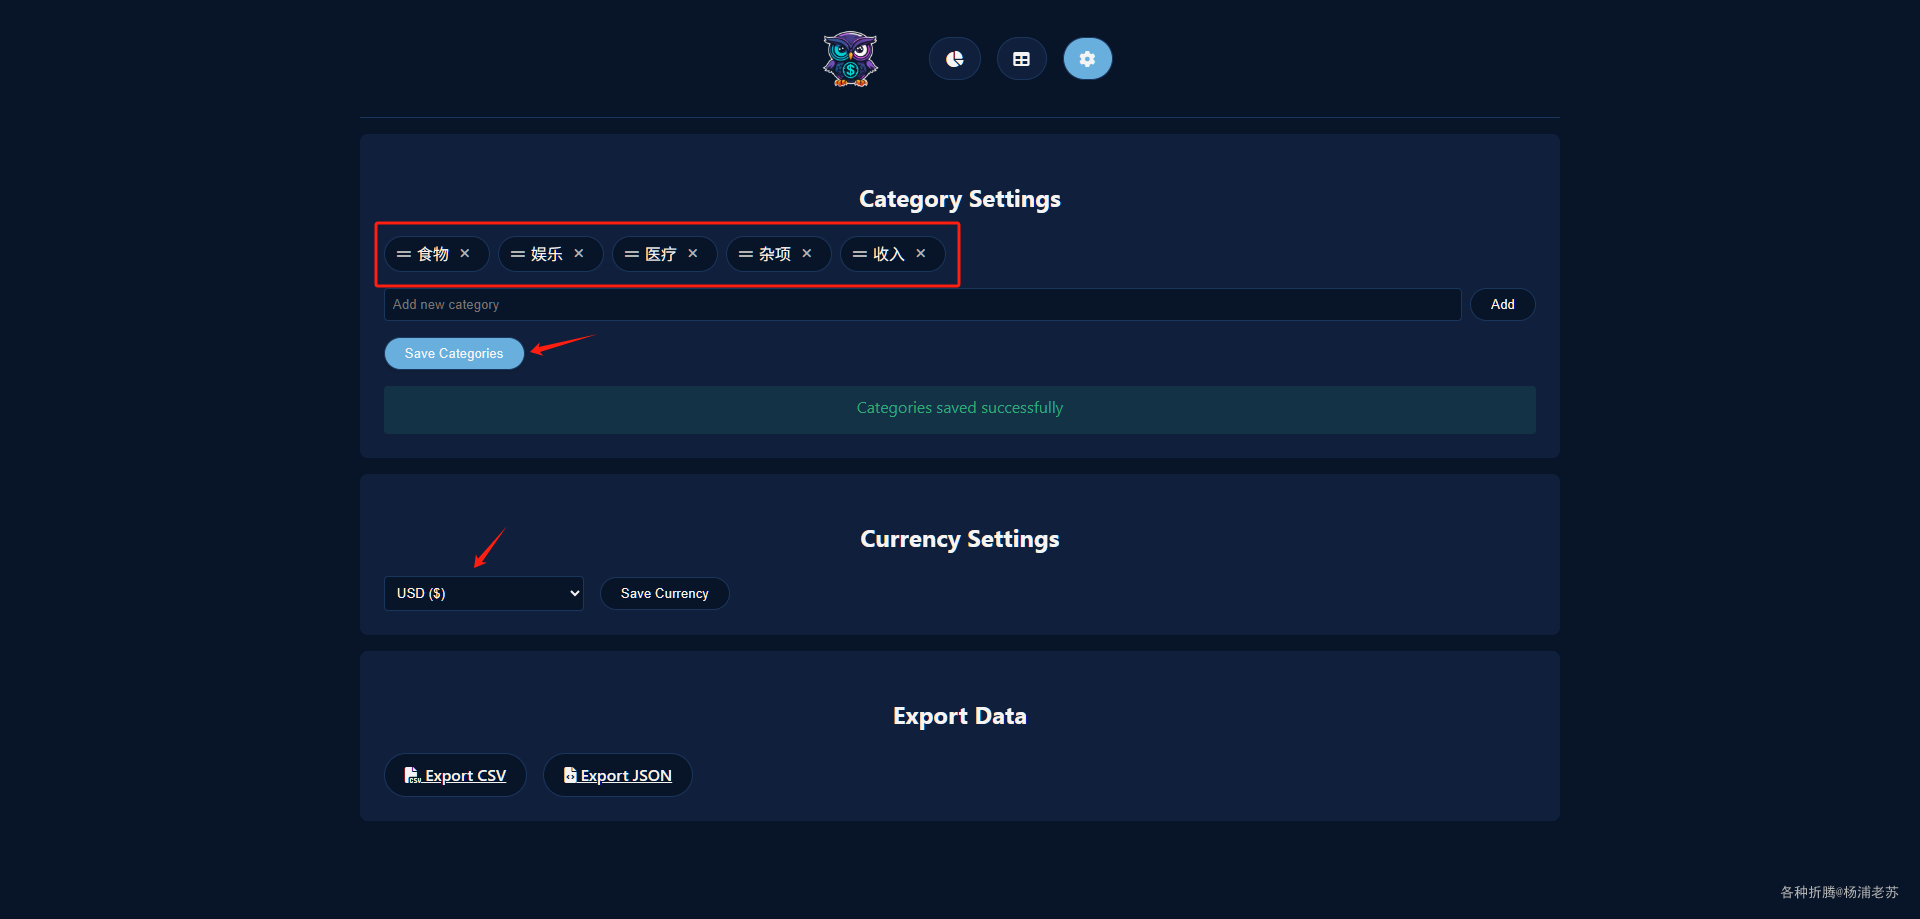 Category Settings
食物 娱乐 医疗 杂项 收入
Add new category Add
Save Categories
Categories saved successfully
Currency Settings
USD ($) Save Currency
Export Data
Export CSV Export JSON
各种折腾@杨浦老苏